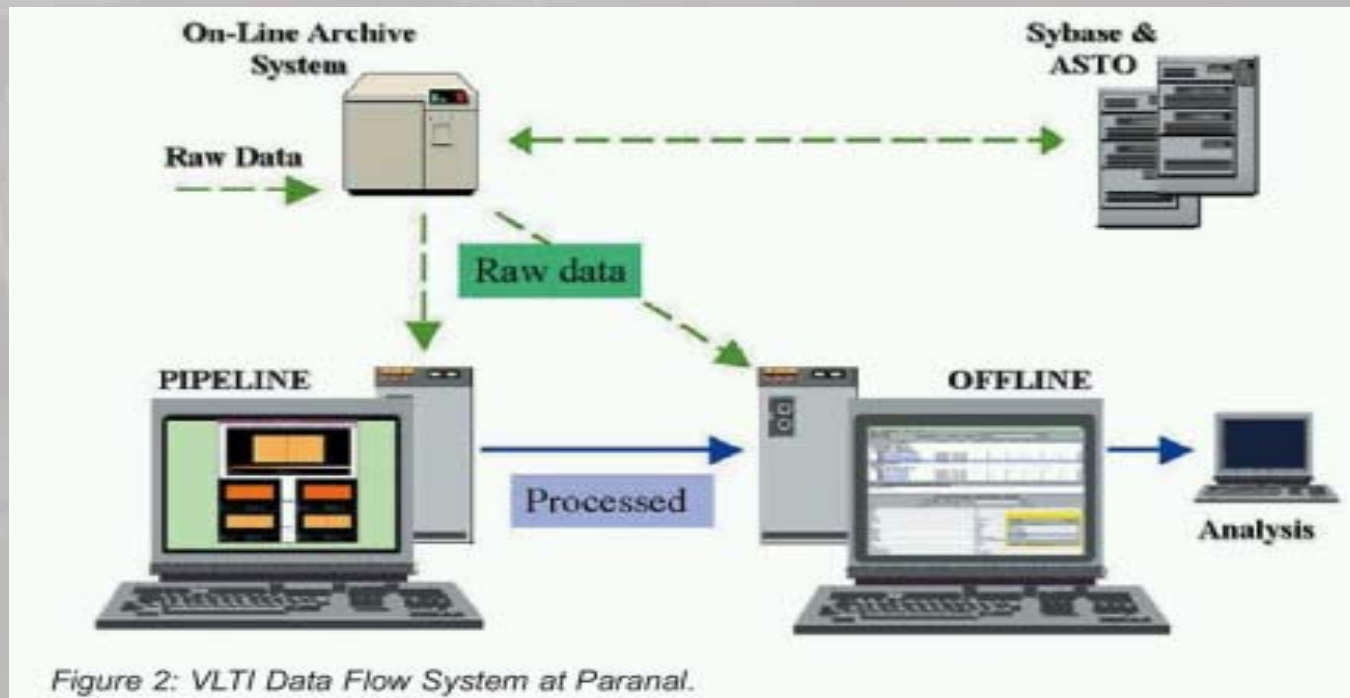 On-Line Archive
System
Sybase &
ASTO
Raw Data
Raw data
PIPELINE
OFFLINE
Processed
Analysis
Figure 2: VLTI Data Flow System at Paranal.